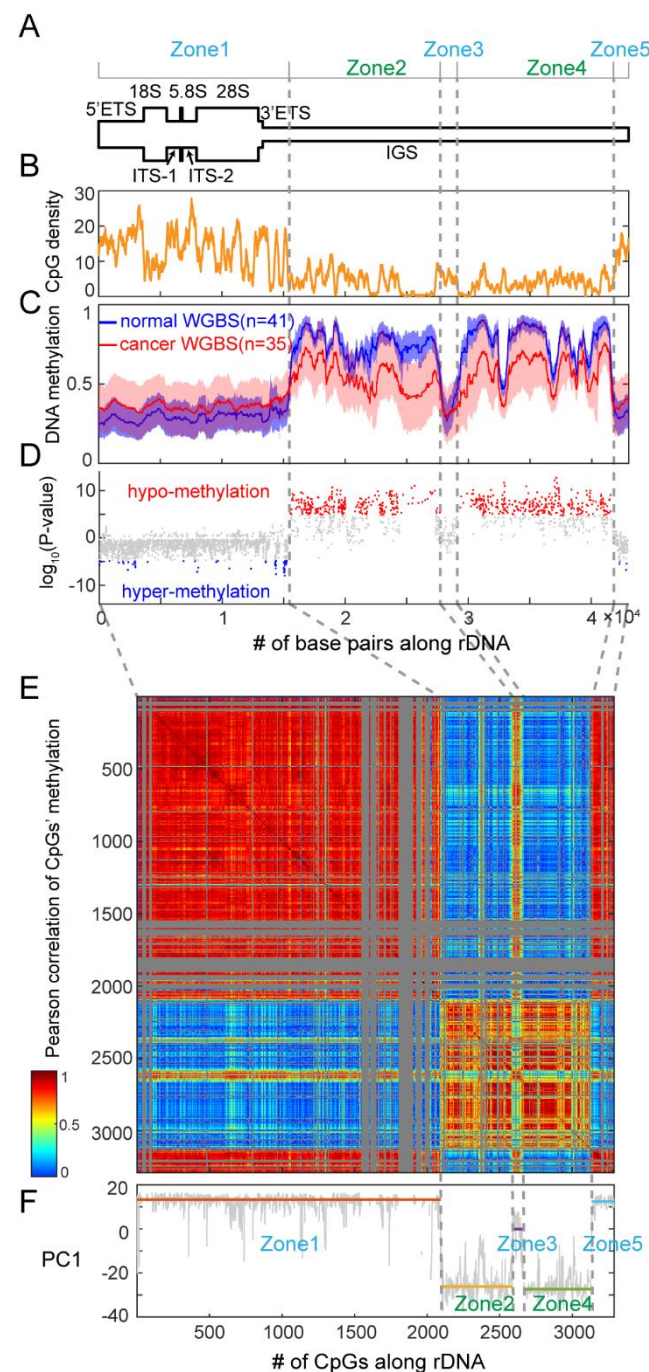 A
Zone1 Zone2 Zone3 Zone4 Zone5
18S 5.8S 28S
5'ETS 3'ETS
IGS
ITS-1 ITS-2
B
CpG density
30
20
10
0
C
DNA methylation
1
0.5
0
normal WGBS(n=41)
cancer WGBS(n=35)
D
log10(P-value)
10
0
-10
hypo-methylation
hyper-methylation
0 1 2 3 4 ×10^4
# of base pairs along rDNA
E
Pearson correlation of CpGs' methylation
500
1000
1500
2000
2500
3000
1
0.5
0
F
PC1
20
0
-20
-40
Zone1 Zone2 Zone3 Zone4 Zone5
500 1000 1500 2000 2500 3000
# of CpGs along rDNA